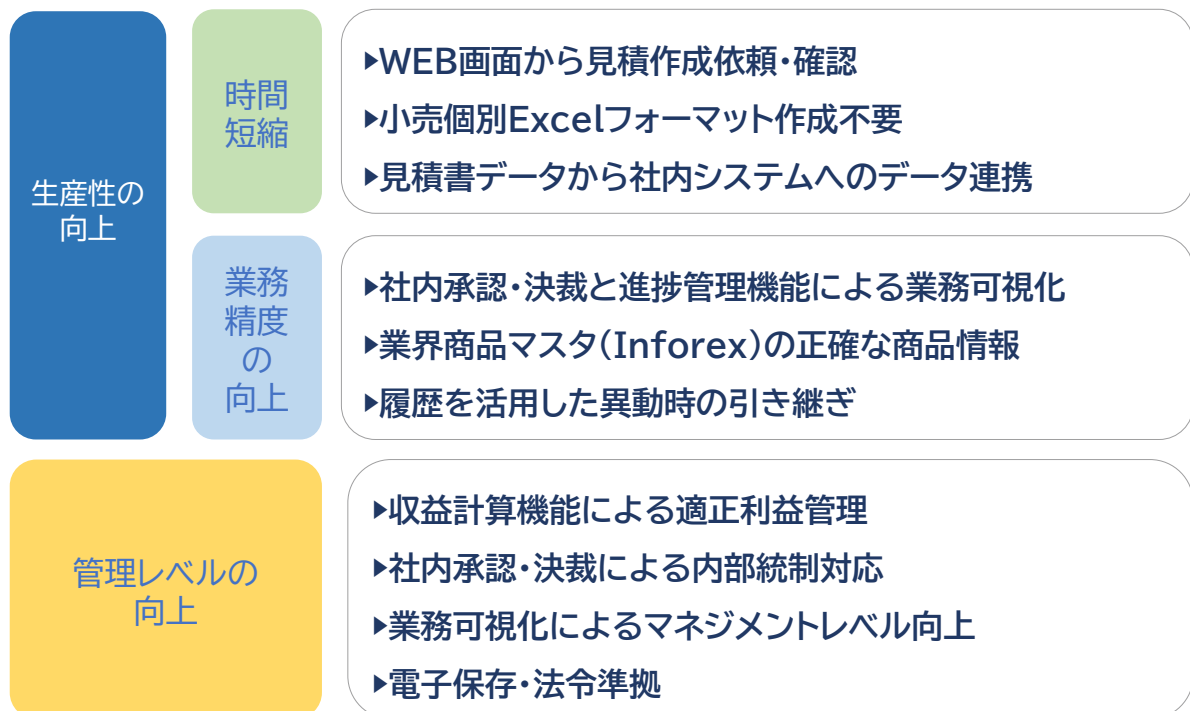 生産性の
向上
時間
短縮
▶WEB画面から見積作成依頼・確認
▶小売個別Excelフォーマット作成不要
▶見積書データから社内システムへのデータ連携
業務
精度
の
向上
▶社内承認・決裁と進捗管理機能による業務可視化
▶業界商品マスタ(Inforex)の正確な商品情報
▶履歴を活用した異動時の引き継ぎ
管理レベルの
向上
▶収益計算機能による適正利益管理
▶社内承認・決裁による内部統制対応
▶業務可視化によるマネジメントレベル向上
▶電子保存・法令準拠